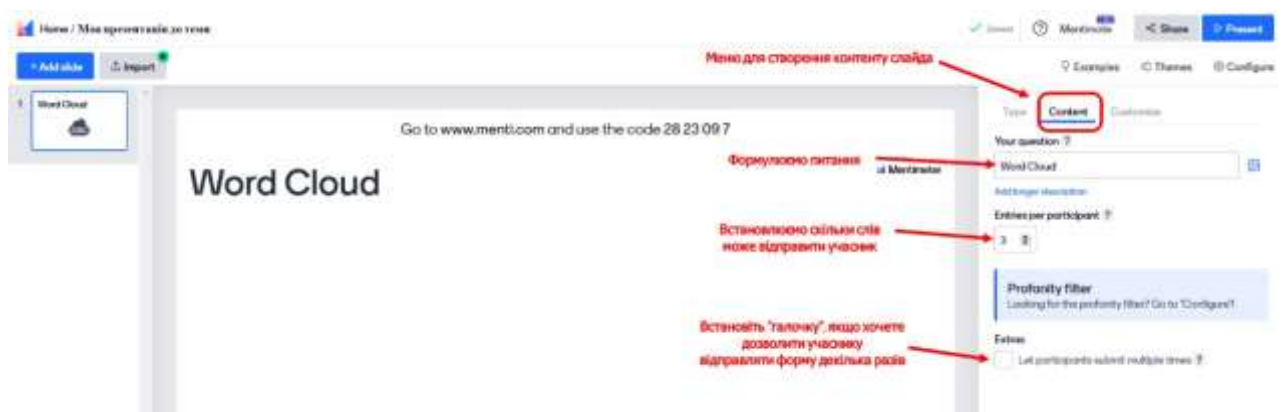 Home / Моя презентація до теми
Saved
Mentimote
NEW
Share
Present
+ Add slide
Import
Меню для створення контенту слайда
Examples
Themes
Configure
1
Word Cloud
Type
Content
Customize
Go to www.menti.com and use the code 28 23 09 7
Your question ?
Формулюємо питання
Mentimeter
Word Cloud
Word Cloud
Add longer description
Entries per participant ?
Встановлюємо скільки слів
може відправити учасник
3
Profanity filter
Looking for the profanity filter? Go to "Configure"!
Встановіть "галочку", якщо хочете
дозволити учаснику
відправляти форму декілька разів
Extras
Let participants submit multiple times ?